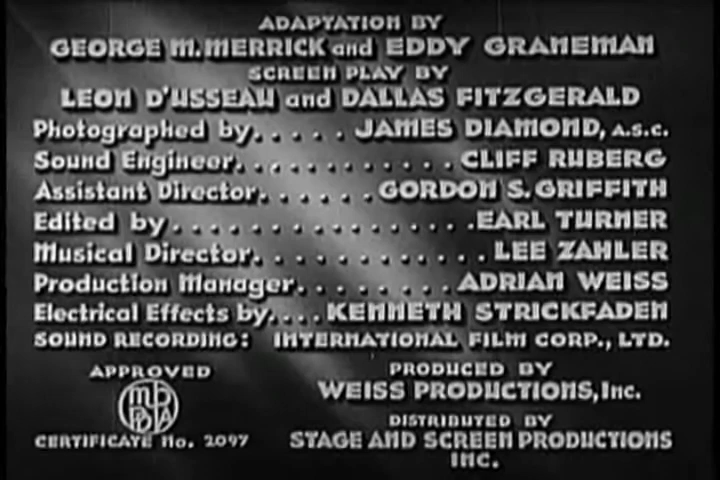 ADAPTATION BY
GEORGE M. MERRICK and EDDY GRANEMAN
SCREEN PLAY BY
LEON D'USSEAU and DALLAS FITZGERALD
Photographed by. . . . . JAMES DIAMOND, A.S.C.
Sound Engineer. . . . . . . . . . . . CLIFF RUBERG
Assistant Director. . . . . . GORDON S. GRIFFITH
Edited by. . . . . . . . . . . . . . . . EARL TURNER
Musical Director. . . . . . . . . . . . LEE ZAHLER
Production Manager. . . . . . . ADRIAN WEISS
Electrical Effects by. . . . KENNETH STRICKFADEN
SOUND RECORDING: INTERNATIONAL FILM CORP., LTD.
APPROVED
MPPDA
CERTIFICATE No. 2097
PRODUCED BY
WEISS PRODUCTIONS, Inc.
DISTRIBUTED BY
STAGE AND SCREEN PRODUCTIONS
INC.